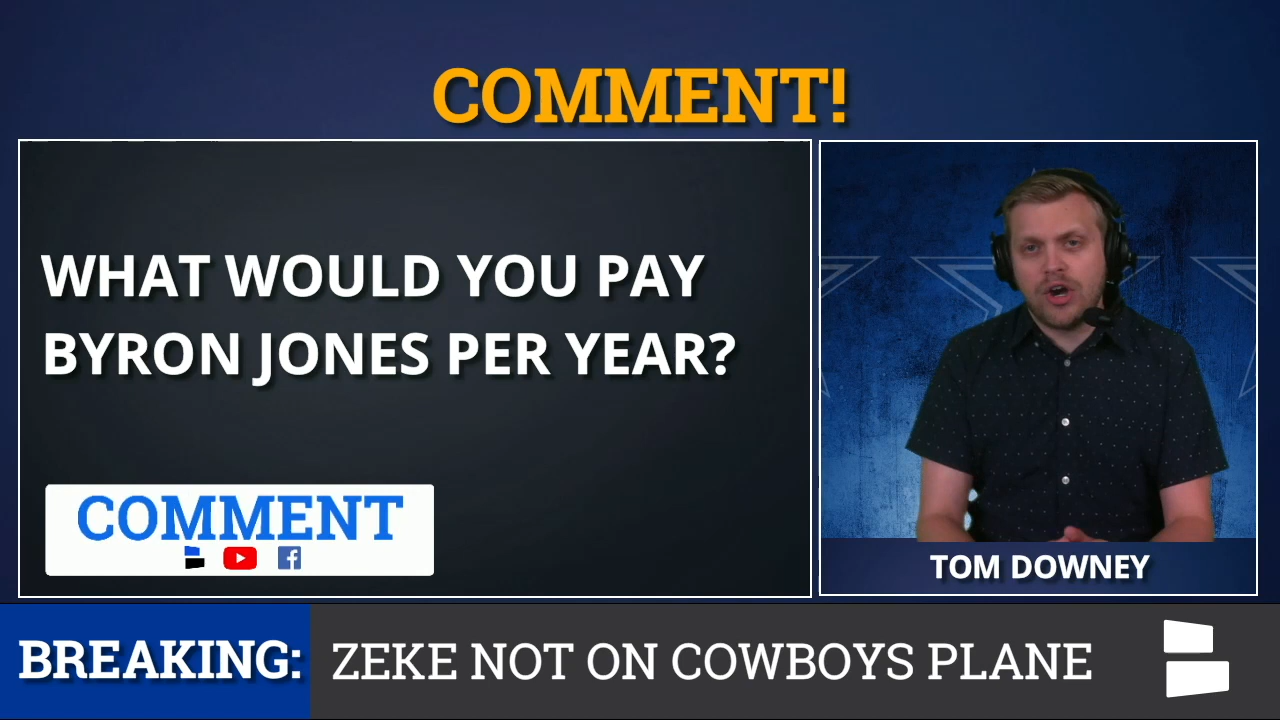 COMMENT!
WHAT WOULD YOU PAY
BYRON JONES PER YEAR?
COMMENT
TOM DOWNEY
BREAKING: ZEKE NOT ON COWBOYS PLANE